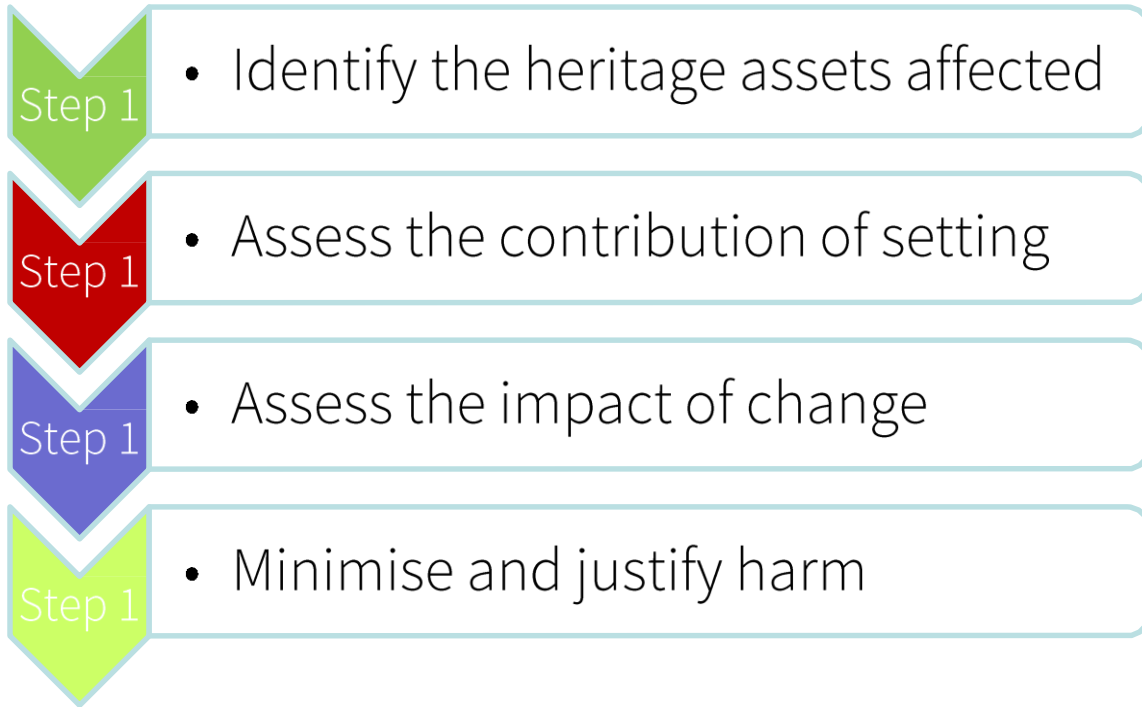 Step 1
• Identify the heritage assets affected
Step 1
• Assess the contribution of setting
Step 1
• Assess the impact of change
Step 1
• Minimise and justify harm